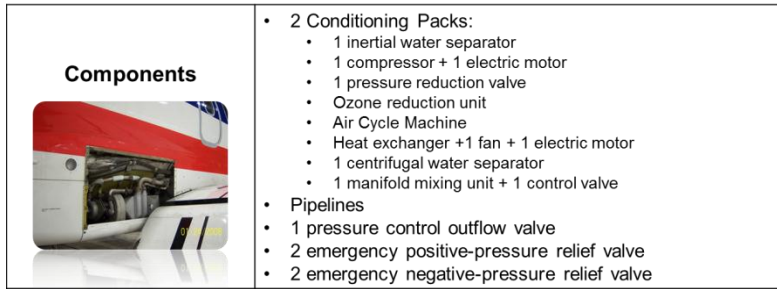 Components
• 2 Conditioning Packs:
• 1 inertial water separator
• 1 compressor + 1 electric motor
• 1 pressure reduction valve
• Ozone reduction unit
• Air Cycle Machine
• Heat exchanger +1 fan + 1 electric motor
• 1 centrifugal water separator
• 1 manifold mixing unit + 1 control valve
• Pipelines
• 1 pressure control outflow valve
• 2 emergency positive-pressure relief valve
• 2 emergency negative-pressure relief valve